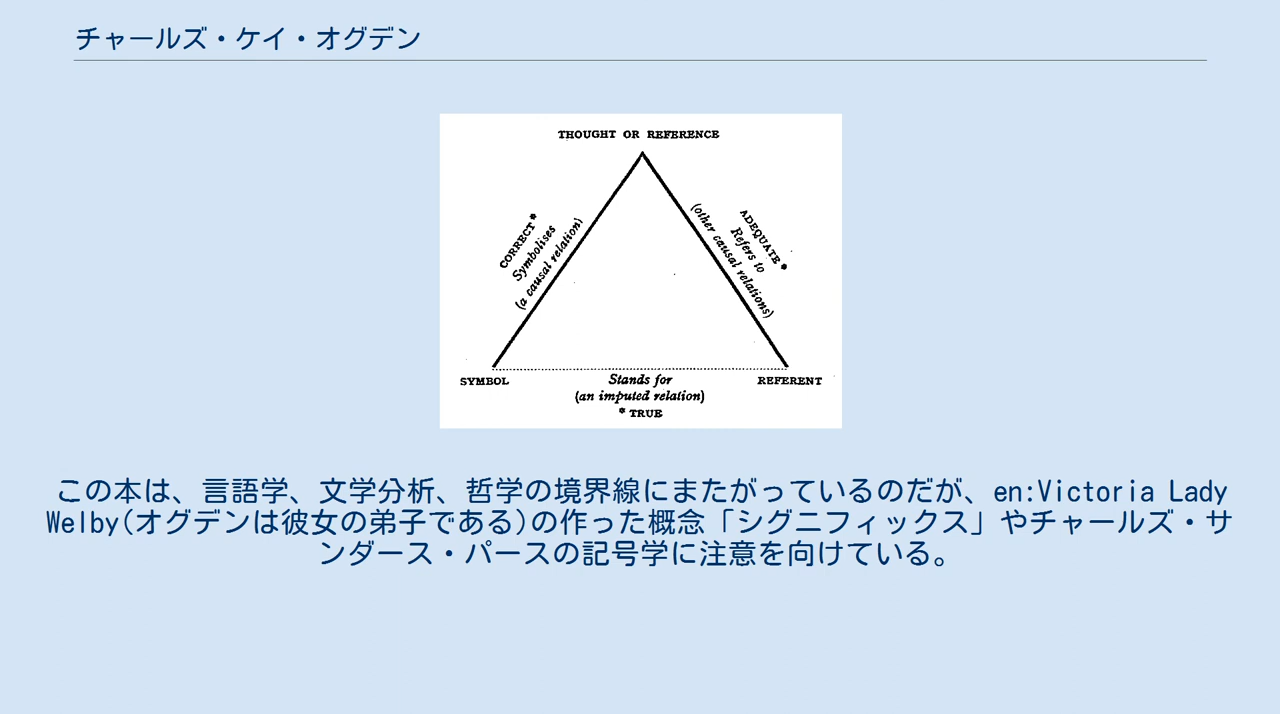 チャールズ・ケイ・オグデン
THOUGHT OR REFERENCE
CORRECT*
Symbolises
(a causal relation)
ADEQUATE*
Refers to
(other causal relations)
SYMBOL
REFERENT
Stands for
(an imputed relation)
* TRUE
この本は、言語学、文学分析、哲学の境界線にまたがっているのだが、en:Victoria Lady
Welby(オグデンは彼女の弟子である)の作った概念「シグニフィックス」やチャールズ・サ
ンダース・パースの記号学に注意を向けている。